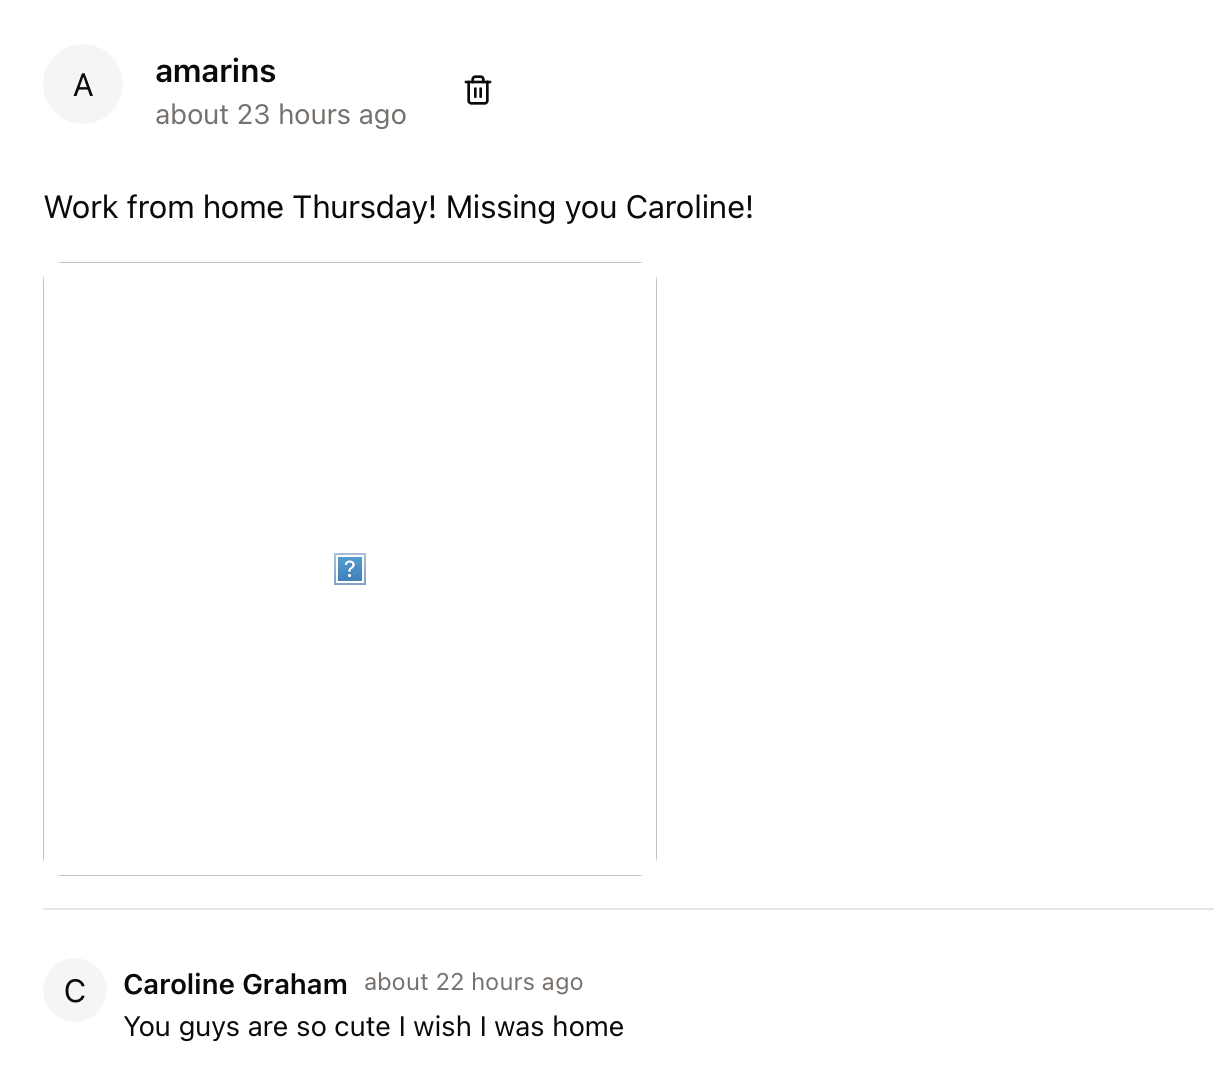 A
amarins
about 23 hours ago
Work from home Thursday! Missing you Caroline!
?
C
Caroline Graham about 22 hours ago
You guys are so cute I wish I was home